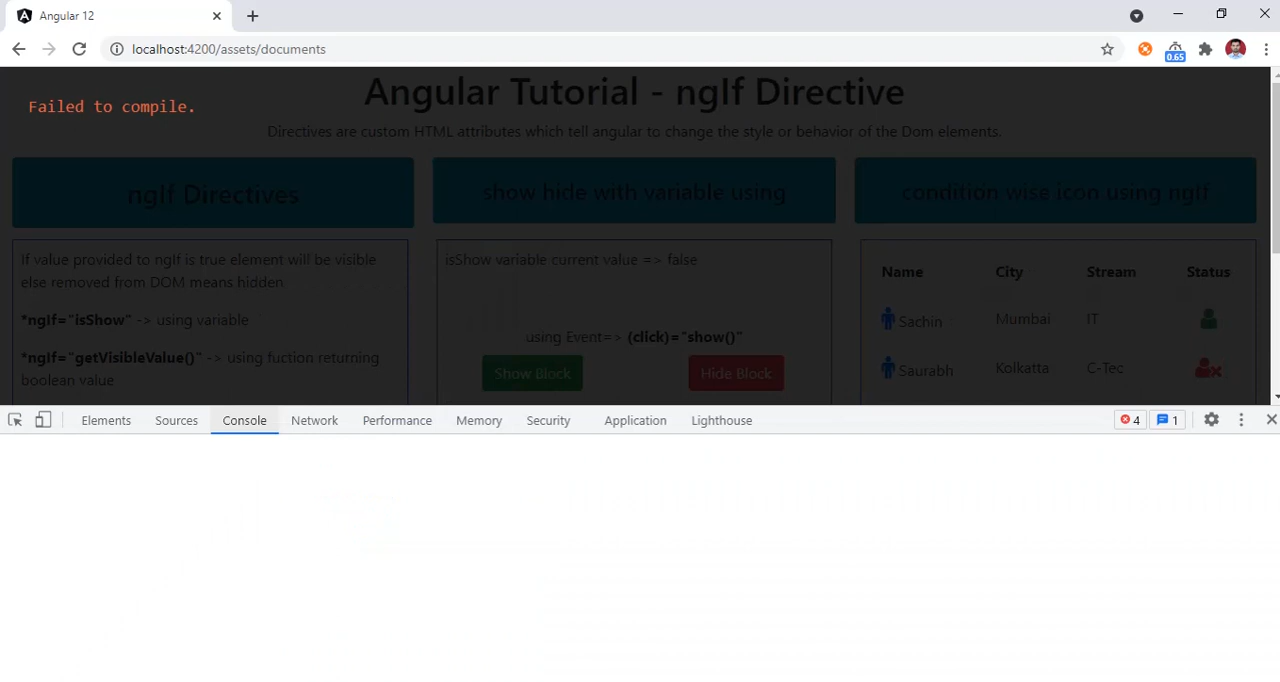 Angular 12
localhost:4200/assets/documents
0.65
Failed to compile.
Angular Tutorial - ngIf Directive
Directives are custom HTML attributes which tell angular to change the style or behavior of the Dom elements.
ngIf Directives
show hide with variable using
condition wise icon using ngIf
If value provided to ngIf is true element will be visible
else removed from DOM means hidden
*ngIf="isShow" -> using variable
*ngIf="getVisibleValue()" -> using fuction returning
boolean value
isShow variable current value => false
using Event=> (click)="show()"
Show Block Hide Block
Name City Stream Status
Sachin Mumbai IT
Saurabh Kolkatta C-Tec
Elements Sources Console Network Performance Memory Security Application Lighthouse 4 1